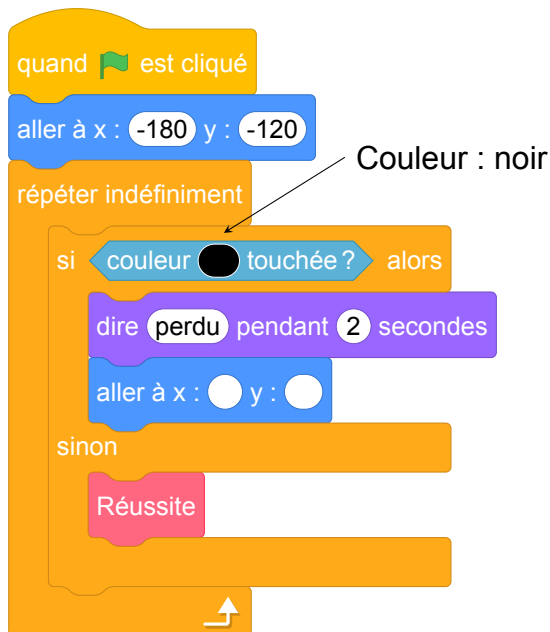 quand est cliqué
aller à x : -180 y : -120
Couleur : noir
répéter indéfiniment
si couleur touchée ? alors
dire perdu pendant 2 secondes
aller à x : y :
sinon
Réussite